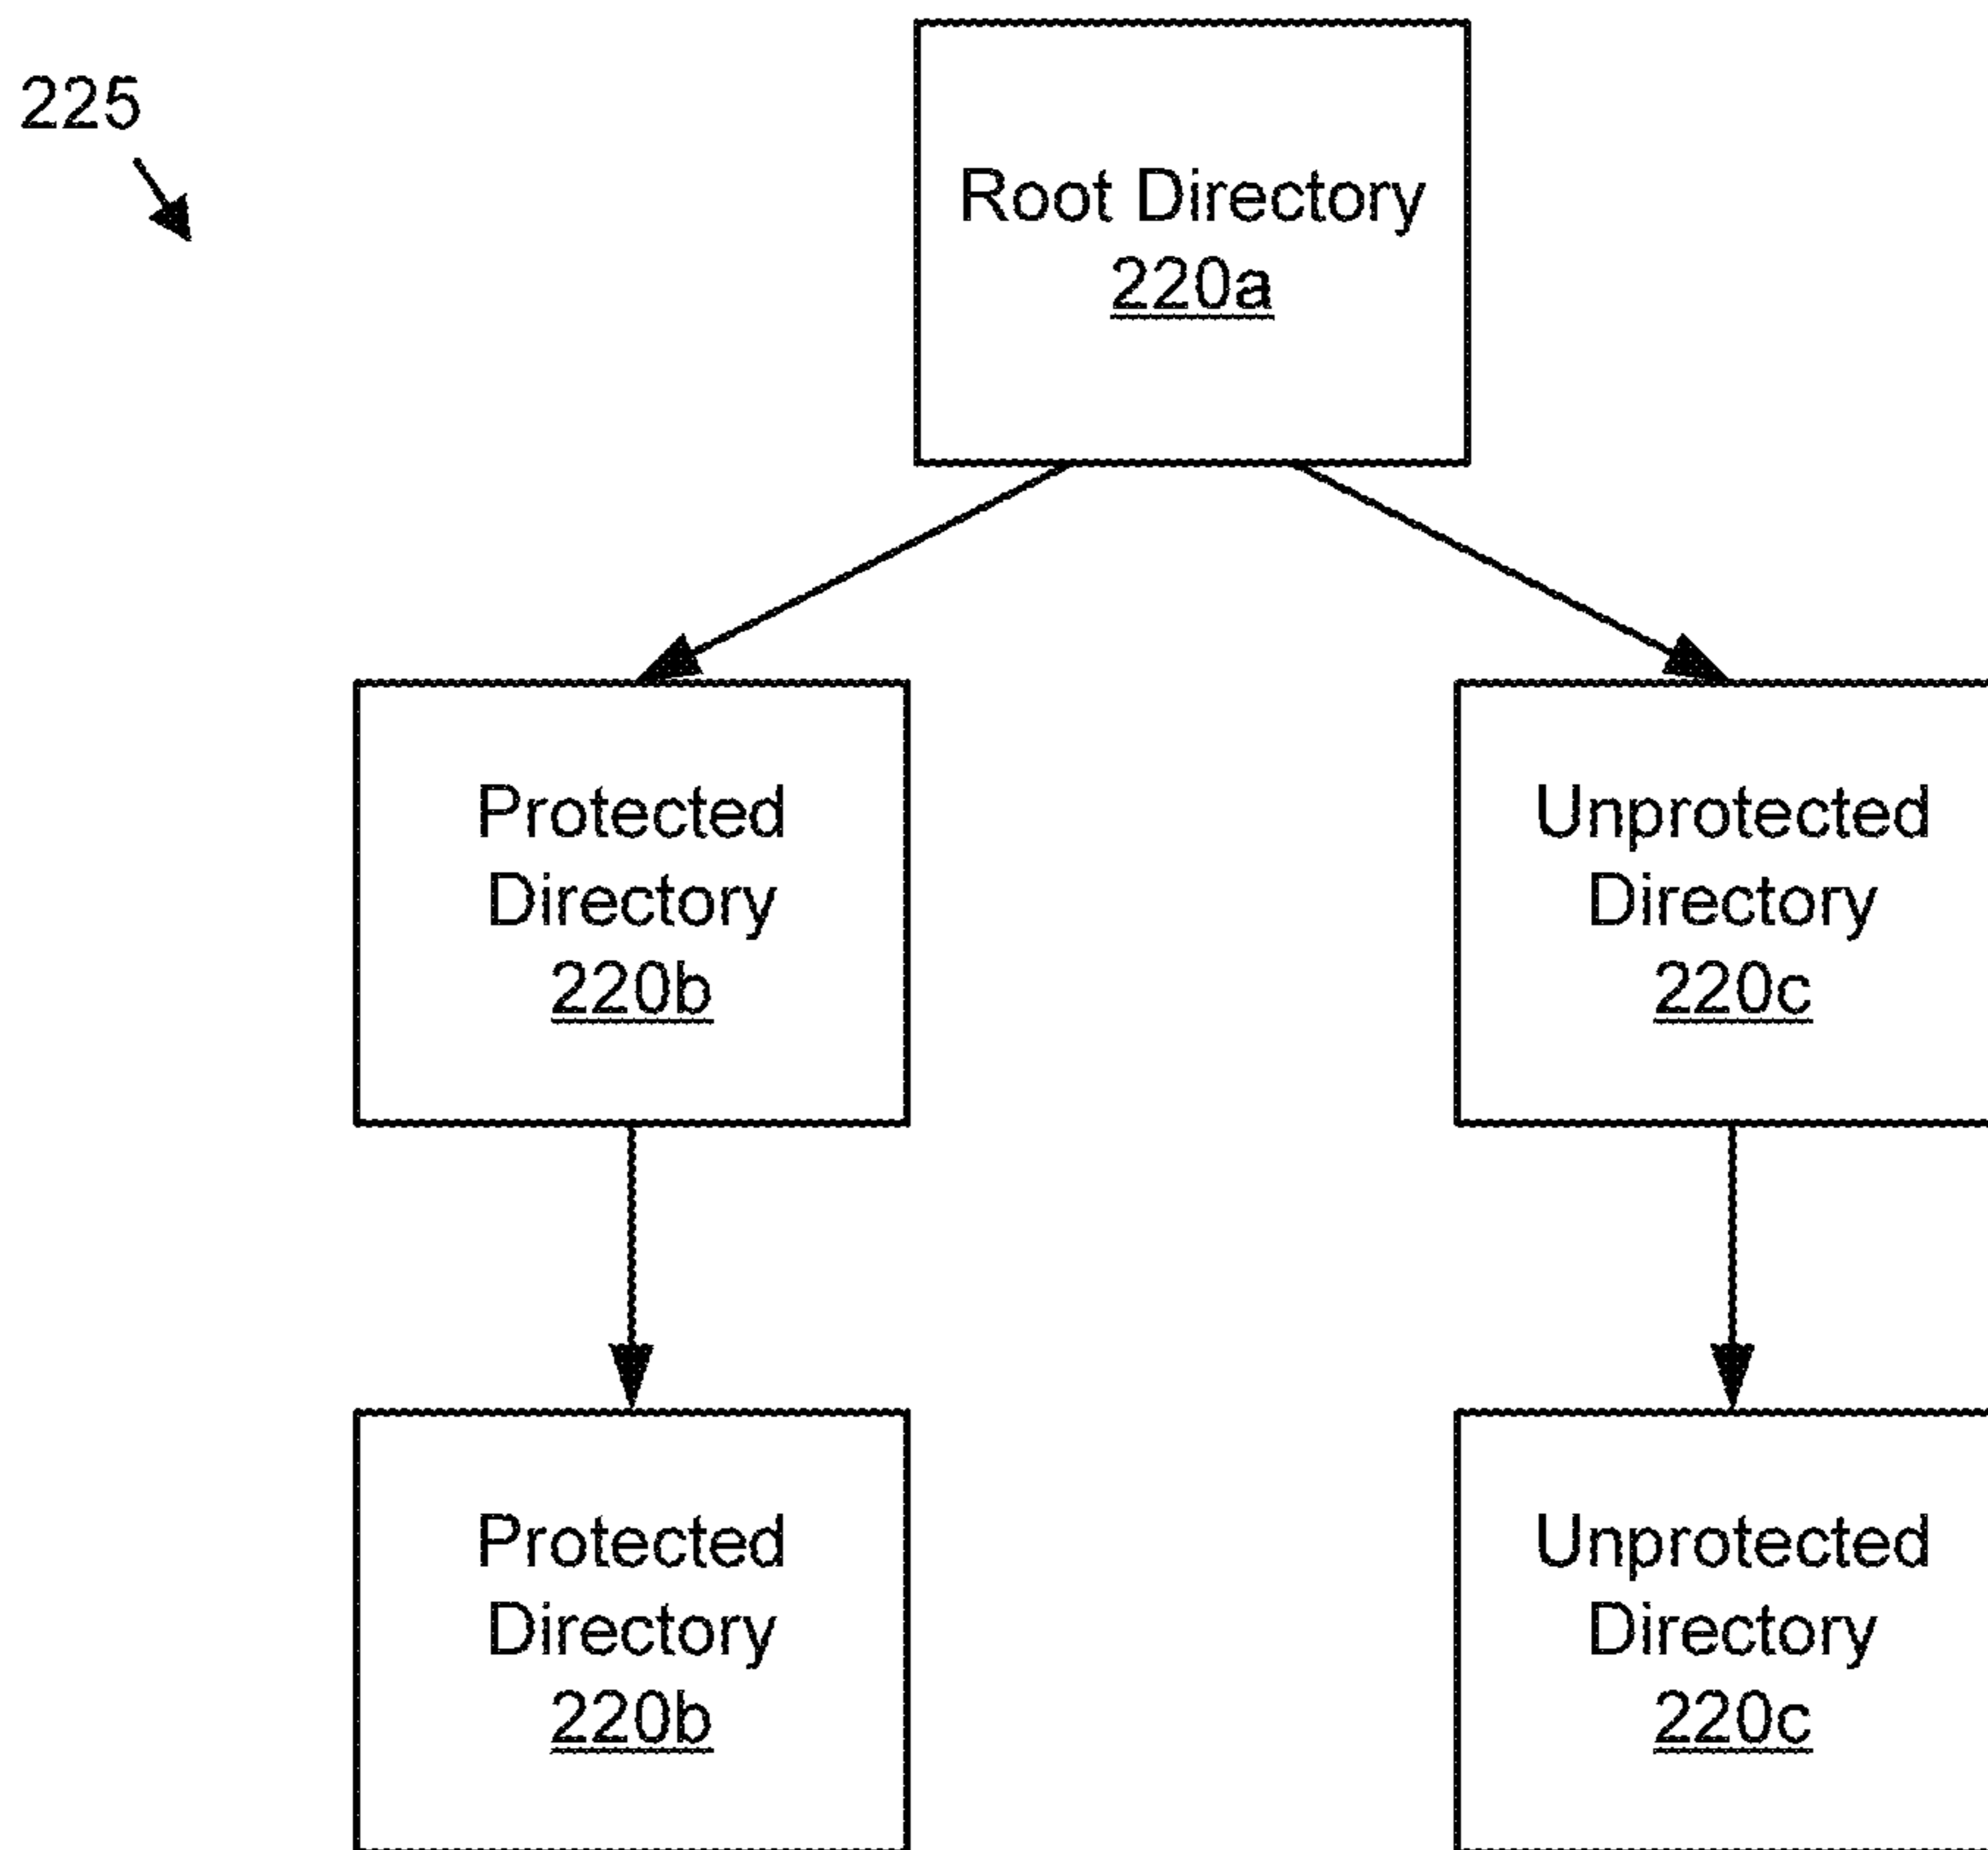 225
Root Directory
220a
Protected
Directory
220b
Unprotected
Directory
220c
Protected
Directory
220b
Unprotected
Directory
220c